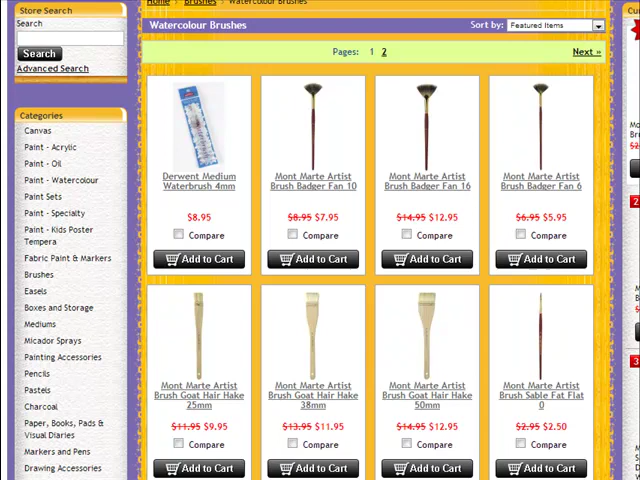 Home » Brushes » Watercolour Brushes
Store Search
Search
Search
Advanced Search
Categories
Canvas
Paint - Acrylic
Paint - Oil
Paint - Watercolour
Paint Sets
Paint - Specialty
Paint - Kids Poster
Tempera
Fabric Paint & Markers
Brushes
Easels
Boxes and Storage
Mediums
Micador Sprays
Painting Accessories
Pencils
Pastels
Charcoal
Paper, Books, Pads &
Visual Diaries
Markers and Pens
Drawing Accessories
Watercolour Brushes
Sort by: Featured Items
Pages: 1 2
Next »
Derwent Medium
Waterbrush 4mm
$8.95
Compare
Add to Cart
Mont Marte Artist
Brush Badger Fan 10
$8.95 $7.95
Compare
Add to Cart
Mont Marte Artist
Brush Badger Fan 16
$14.95 $12.95
Compare
Add to Cart
Mont Marte Artist
Brush Badger Fan 6
$6.95 $5.95
Compare
Add to Cart
Mont Marte Artist
Brush Goat Hair Hake
25mm
$11.95 $9.95
Compare
Add to Cart
Mont Marte Artist
Brush Goat Hair Hake
38mm
$13.95 $11.95
Compare
Add to Cart
Mont Marte Artist
Brush Goat Hair Hake
50mm
$14.95 $12.95
Compare
Add to Cart
Mont Marte Artist
Brush Sable Fat Flat
0
$2.95 $2.50
Compare
Add to Cart
2
3